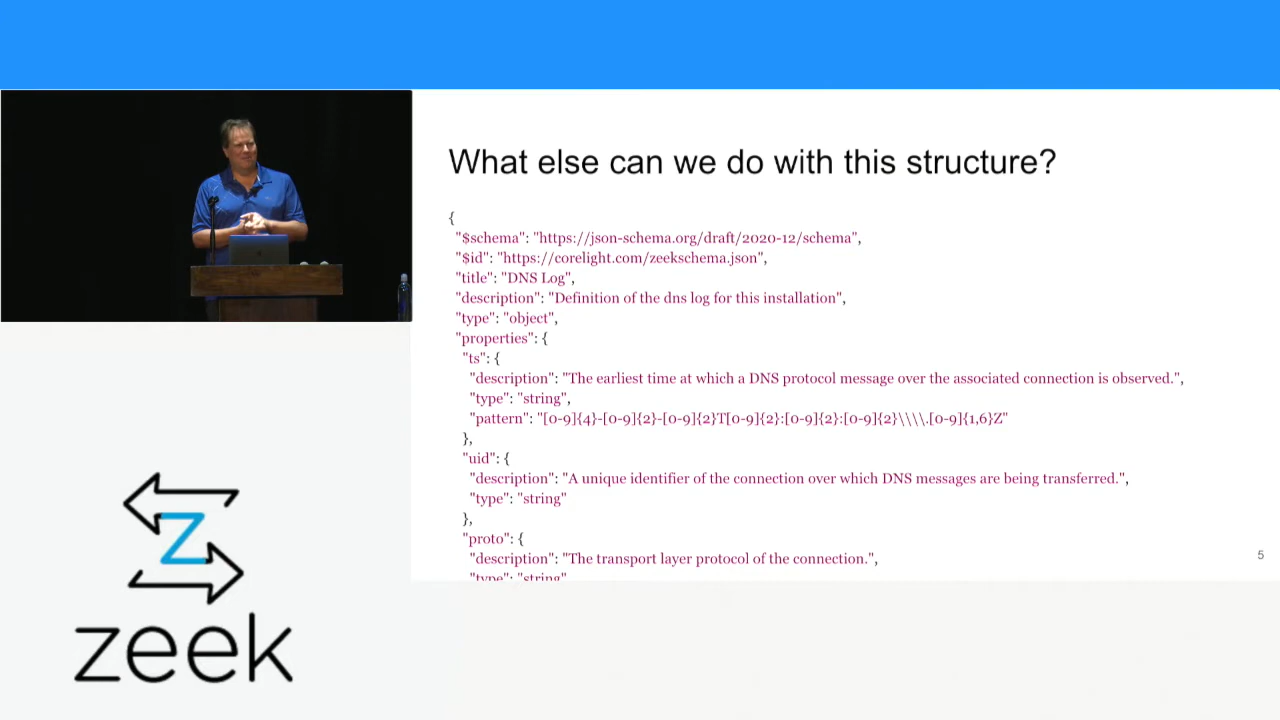 What else can we do with this structure?
{
"$schema": "https://json-schema.org/draft/2020-12/schema",
"$id": "https://corelight.com/zeekschema.json",
"title": "DNS Log",
"description": "Definition of the dns log for this installation",
"type": "object",
"properties": {
"ts": {
"description": "The earliest time at which a DNS protocol message over the associated connection is observed.",
"type": "string",
"pattern": "[0-9]{4}-[0-9]{2}-[0-9]{2}T[0-9]{2}:[0-9]{2}:[0-9]{2}\\\\.[0-9]{1,6}Z"
},
"uid": {
"description": "A unique identifier of the connection over which DNS messages are being transferred.",
"type": "string"
},
"proto": {
"description": "The transport layer protocol of the connection.",
"type": "string"
5
z
zeek